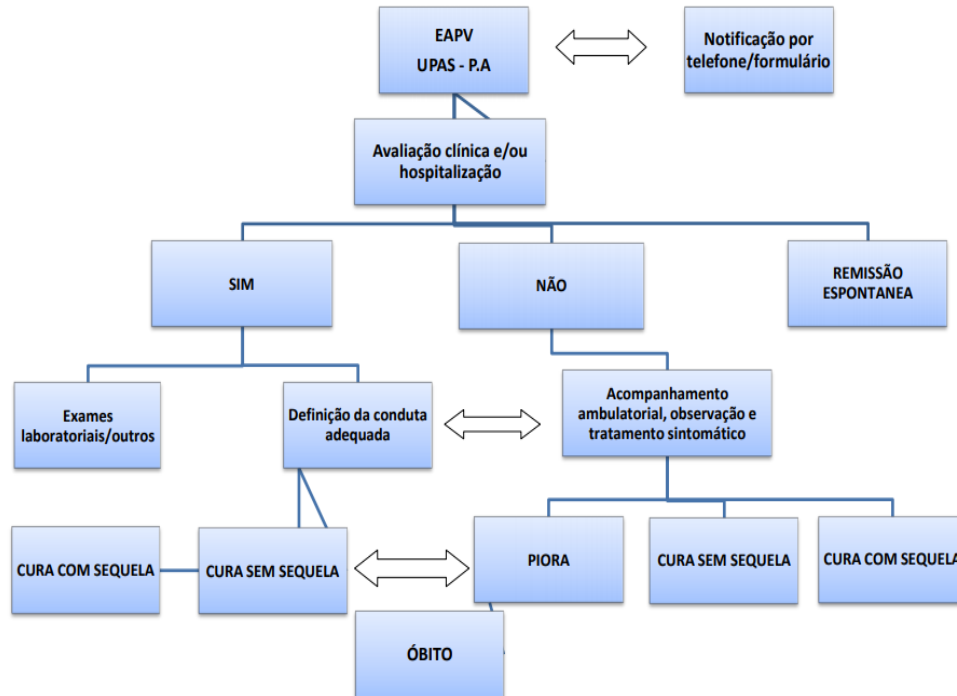 EAPV
UPAS - P.A
Notificação por
telefone/formulário
Avaliação clínica e/ou
hospitalização
SIM
NÃO
REMISSÃO
ESPONTANEA
Exames
laboratoriais/outros
Definição da conduta
adequada
Acompanhamento
ambulatorial, observação e
tratamento sintomático
CURA COM SEQUELA
CURA SEM SEQUELA
PIORA
CURA SEM SEQUELA
CURA COM SEQUELA
ÓBITO